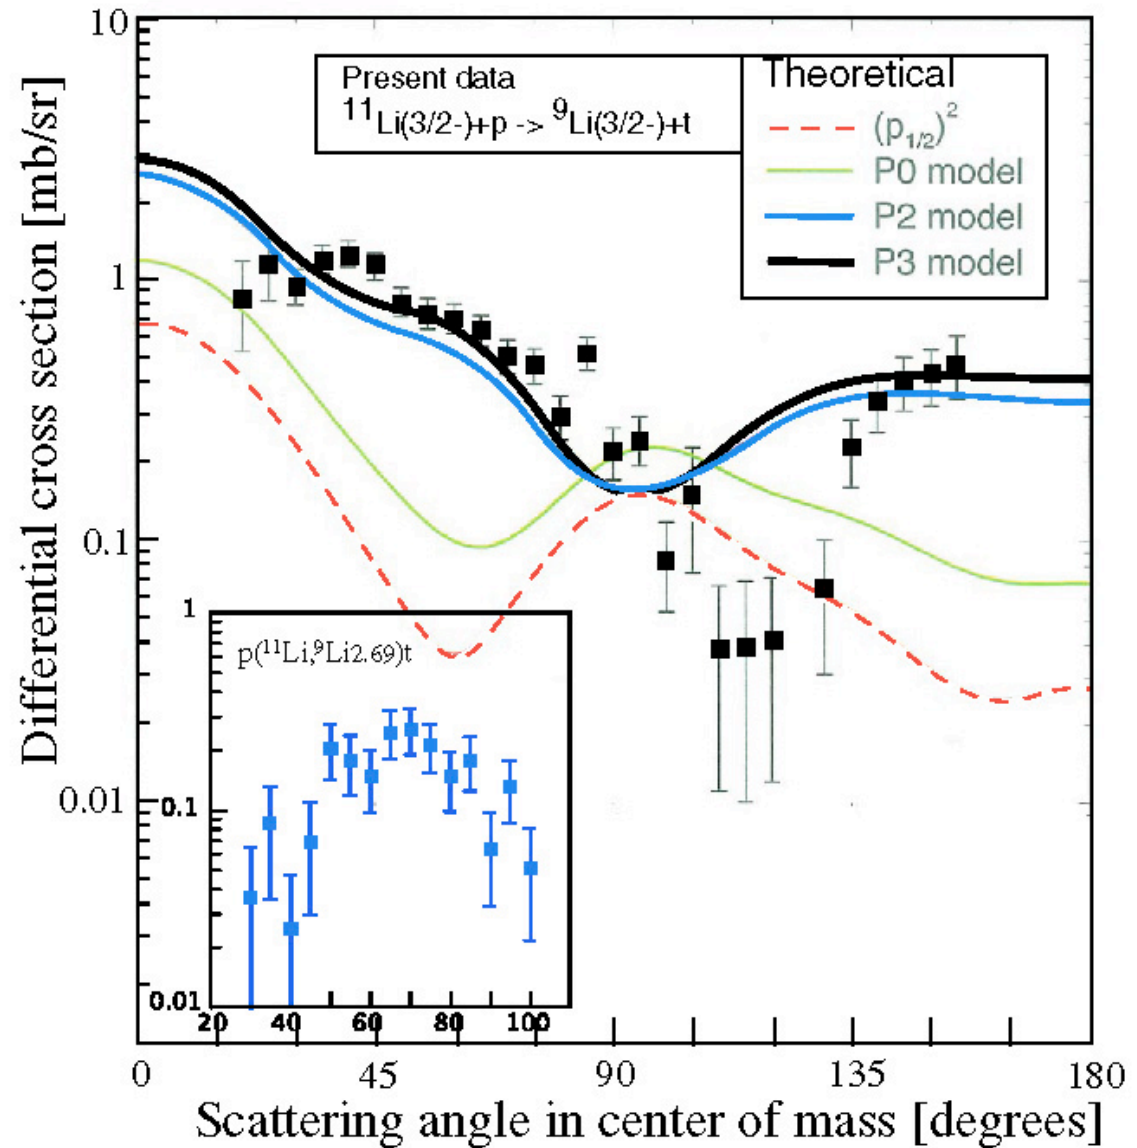 10
1
0.1
0.01
Differential cross section [mb/sr]
Present data
¹¹Li(3/2-)+p -> ⁹Li(3/2-)+t
Theoretical
(p₁/₂)²
P0 model
P2 model
P3 model
1
0.1
0.01
p(¹¹Li,⁹Li2.69)t
20 40 60 80 100
0 45 90 135 180
Scattering angle in center of mass [degrees]